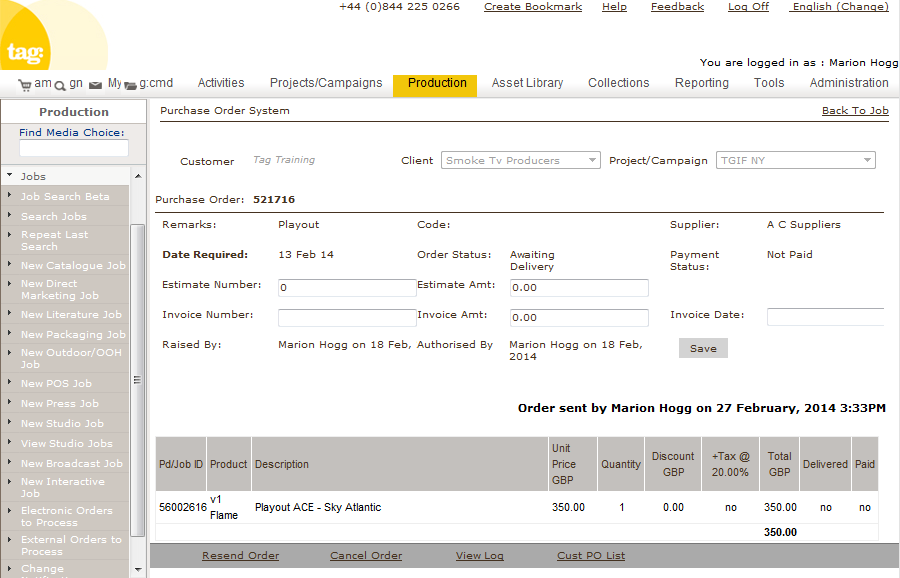 +44 (0)844 225 0266 Create Bookmark Help Feedback Log Off English (Change)
tag:
You are logged in as : Marion Hogg
am gn My g:cmd Activities Projects/Campaigns Production Asset Library Collections Reporting Tools Administration
Production
Find Media Choice:
Jobs
Job Search Beta
Search Jobs
Repeat Last
Search
New Catalogue Job
New Direct
Marketing Job
New Literature Job
New Packaging Job
New Outdoor/OOH
Job
New POS Job
New Press Job
New Studio Job
View Studio Jobs
New Broadcast Job
New Interactive
Job
Electronic Orders
to Process
External Orders to
Process
Change
Purchase Order System Back To Job
Customer Tag Training Client Smoke Tv Producers Project/Campaign TGIF NY
Purchase Order: 521716
Remarks: Playout Code: Supplier: A C Suppliers
Date Required: 13 Feb 14 Order Status: Awaiting
Delivery
Payment
Status:
Not Paid
Estimate Number: 0 Estimate Amt: 0.00
Invoice Number: Invoice Amt: 0.00 Invoice Date:
Raised By: Marion Hogg on 18 Feb, Authorised By Marion Hogg on 18 Feb,
2014
Save
Order sent by Marion Hogg on 27 February, 2014 3:33PM
Pd/Job ID Product Description Unit
Price
GBP
Quantity Discount
GBP
+Tax @
20.00%
Total
GBP
Delivered Paid
56002616 v1
Flame
Playout ACE - Sky Atlantic 350.00 1 0.00 no 350.00 no no
350.00
Resend Order Cancel Order View Log Cust PO List